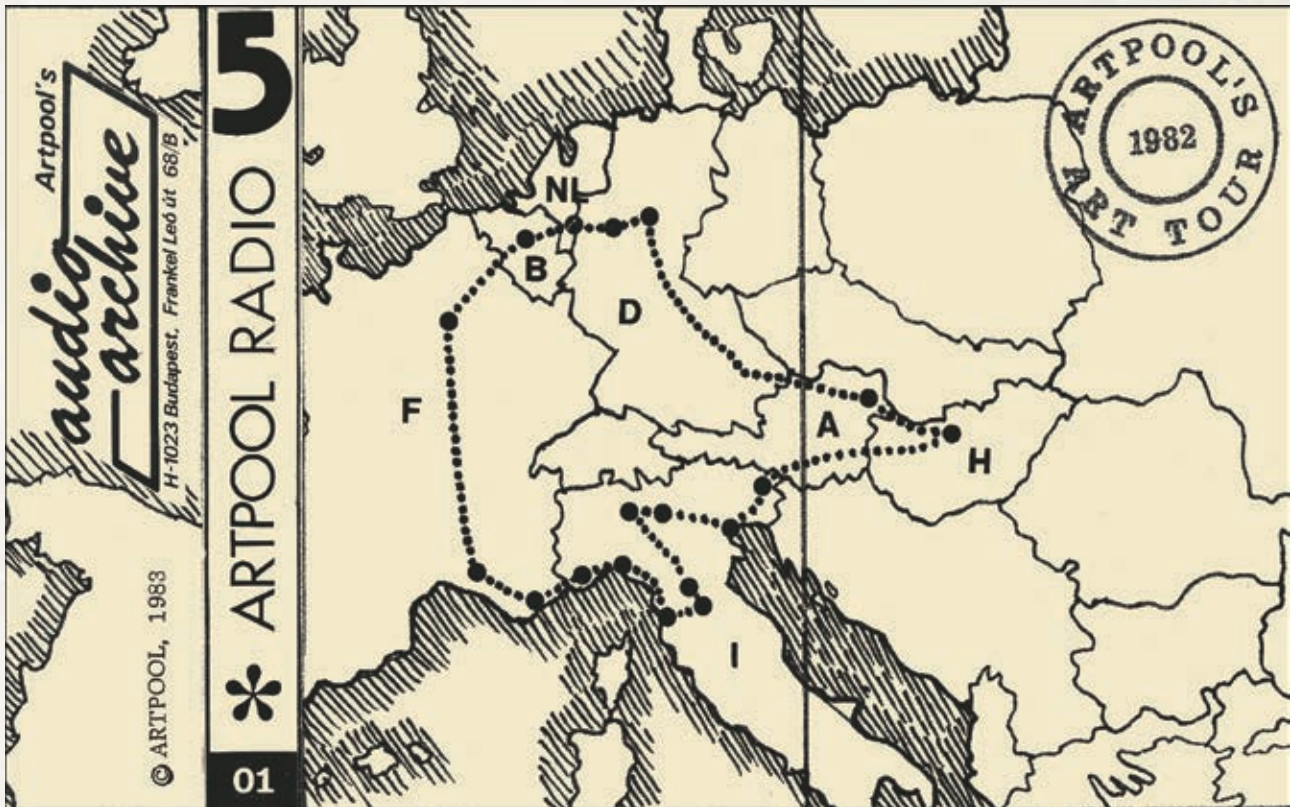 Artpool's
audio
archive
H-1023 Budapest, Frankel Leó út 68/B
© ARTPOOL, 1983
5
* ARTPOOL RADIO
01
NL
B
D
F
A
H
I
ARTPOOL'S
ART TOUR
1982